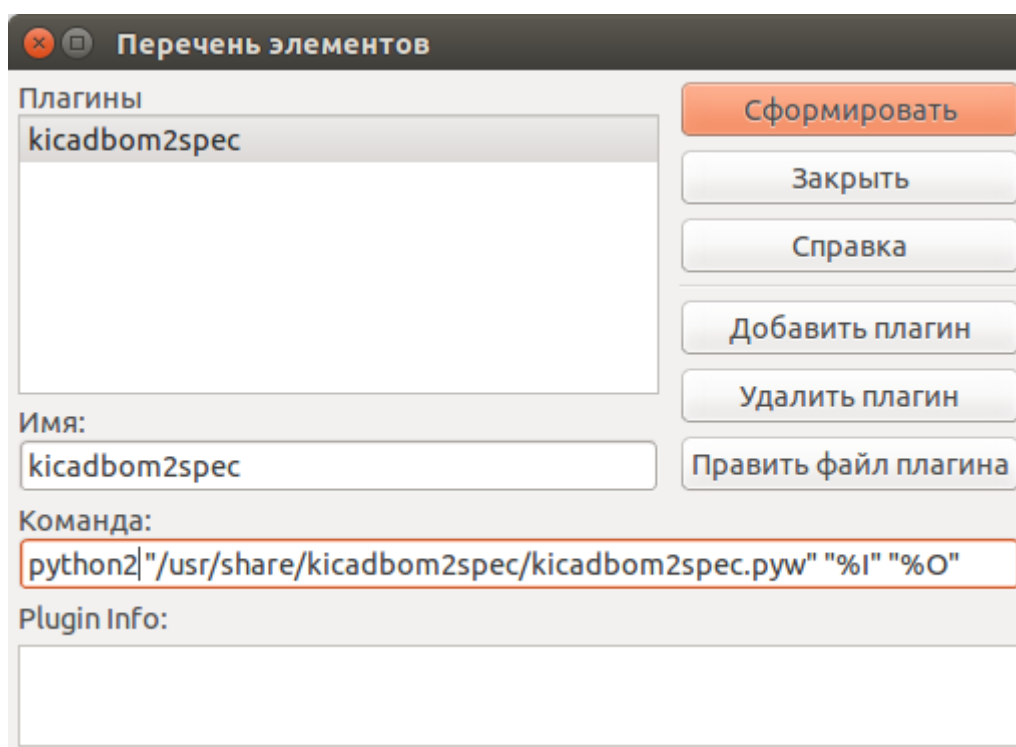 Перечень элементов
Плагины
kicadbom2spec
Сформировать
Закрыть
Справка
Добавить плагин
Удалить плагин
Имя:
kicadbom2spec
Править файл плагина
Команда:
python2 "/usr/share/kicadbom2spec/kicadbom2spec.pyw" "%I" "%O"
Plugin Info: